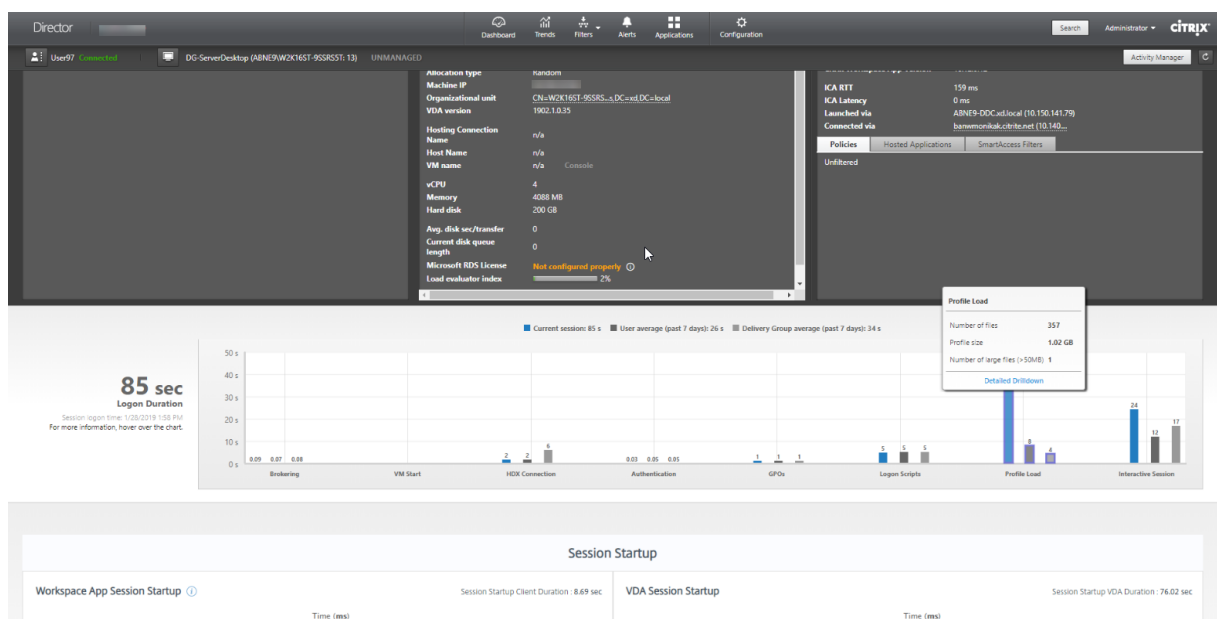 Director
Dashboard Trends Filters Alerts Applications Configuration
Search Administrator CİTRIX
User97 Connected DG-ServerDesktop (ABNE9\W2K16ST-9SSRSST: 13) UNMANAGED Activity Manager
Allocation type Random
Machine IP
Organizational unit CN=W2K16ST-9SSRS...s,DC=xd,DC=local
VDA version 1902.1.0.35
Hosting Connection Name n/a
Host Name n/a
VM name n/a Console
vCPU 4
Memory 4088 MB
Hard disk 200 GB
Avg. disk sec/transfer 0
Current disk queue length 0
Microsoft RDS License Not configured properly
Load evaluator index 2%
ICA RTT 159 ms
ICA Latency 0 ms
Launched via ABNE9-DDC.xd.local (10.150.141.79)
Connected via banwmonikak.citrite.net (10.140....
Policies Hosted Applications SmartAccess Filters
Unfiltered
Profile Load
Number of files 357
Profile size 1.02 GB
Number of large files (>50MB) 1
Detailed Drilldown
Current session: 85 s User average (past 7 days): 26 s Delivery Group average (past 7 days): 34 s
85 sec
Logon Duration
Session logon time: 1/28/2019 1:58 PM
For more information, hover over the chart.
50 s
40 s
30 s
20 s
10 s
0 s
0.09 0.07 0.08
2 2 6
0.03 0.05 0.05
1 1 1
5 5 5
8 4
24 12 17
Brokering VM Start HDX Connection Authentication GPOs Logon Scripts Profile Load Interactive Session
Session Startup
Workspace App Session Startup Session Startup Client Duration : 8.69 sec
Time (ms)
VDA Session Startup Session Startup VDA Duration : 76.02 sec
Time (ms)